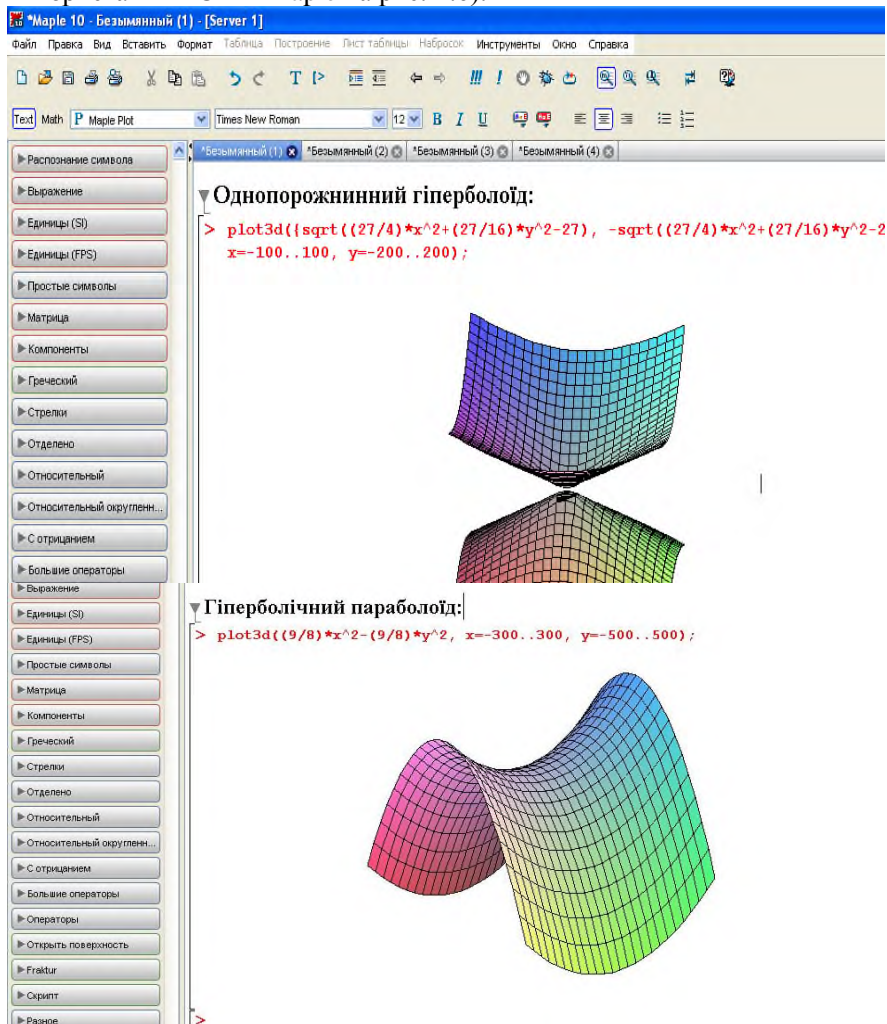 *Maple 10 - Безымянный (1) - [Server 1]
Файл Правка Вид Вставить Формат Таблица Построение Лист таблицы Набросок Инструменты Окно Справка
Text Math P Maple Plot Times New Roman 12 B I U
*Безымянный (1) *Безымянный (2) *Безымянный (3) *Безымянный (4)
Распознание символа
Выражение
Единицы (SI)
Единицы (FPS)
Простые символы
Матрица
Компоненты
Греческий
Стрелки
Отделено
Относительный
Относительный округленн...
С отрицанием
Большие операторы
Однопорожнинний гіперболоїд:
> plot3d({sqrt((27/4)*x^2+(27/16)*y^2-27), -sqrt((27/4)*x^2+(27/16)*y^2-2
x=-100..100, y=-200..200);
Выражение
Единицы (SI)
Единицы (FPS)
Простые символы
Матрица
Компоненты
Греческий
Стрелки
Отделено
Относительный
Относительный округленн...
С отрицанием
Большие операторы
Операторы
Открыть поверхность
Fraktur
Скрипт
Разное
Гіперболічний параболоїд:
> plot3d((9/8)*x^2-(9/8)*y^2, x=-300..300, y=-500..500);
>